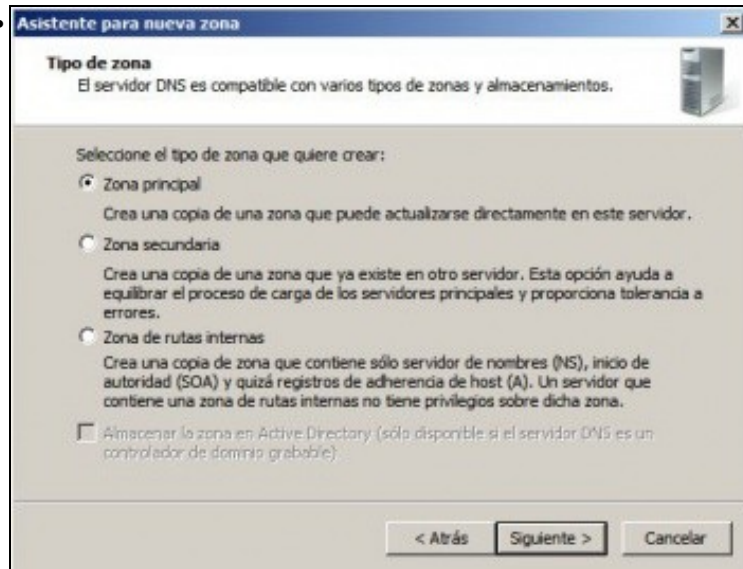 Asistente para nueva zona
Tipo de zona
El servidor DNS es compatible con varios tipos de zonas y almacenamientos.
Seleccione el tipo de zona que quiere crear:
Zona principal
Crea una copia de una zona que puede actualizarse directamente en este servidor.
Zona secundaria
Crea una copia de una zona que ya existe en otro servidor. Esta opción ayuda a
equilibrar el proceso de carga de los servidores principales y proporciona tolerancia a
errores.
Zona de rutas internas
Crea una copia de zona que contiene sólo servidor de nombres (NS), inicio de
autoridad (SOA) y quizá registros de adherencia de host (A). Un servidor que
contiene una zona de rutas internas no tiene privilegios sobre dicha zona.
Almacenar la zona en Active Directory (sólo disponible si el servidor DNS es un
controlador de dominio grabable)
< Atrás Siguiente > Cancelar